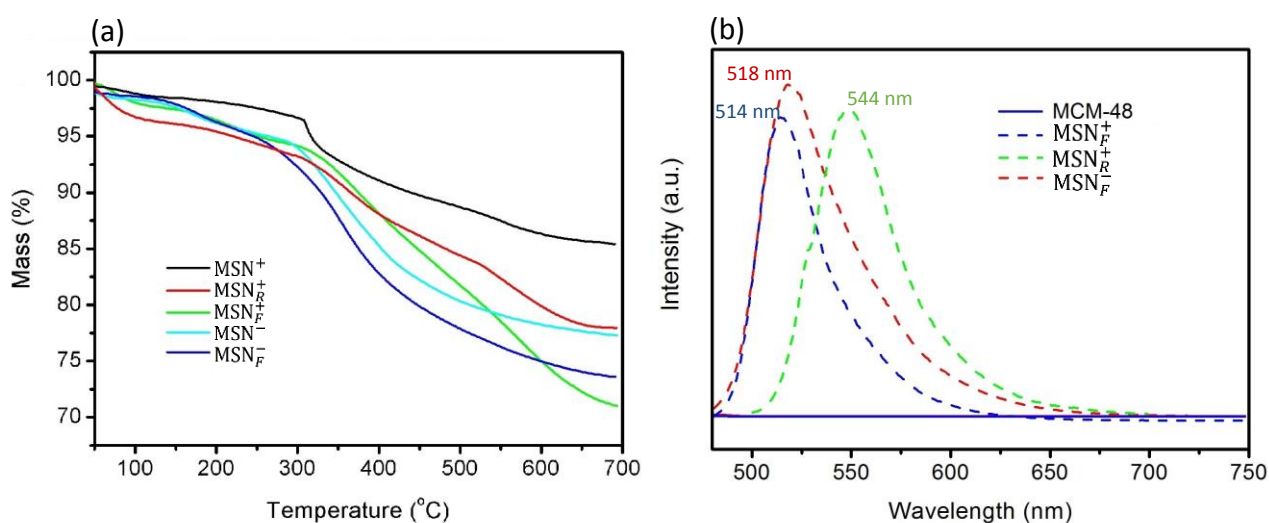 (a)
100
95
90
85
80
75
70
Mass (%)
MSN⁺
MSN⁺_R
MSN⁺_F
MSN⁻
MSN⁻_F
100 200 300 400 500 600 700
Temperature (°C)
(b)
518 nm
514 nm
544 nm
MCM-48
MSN⁺_F
MSN⁺_R
MSN⁻_F
Intensity (a.u.)
500 550 600 650 700 750
Wavelength (nm)